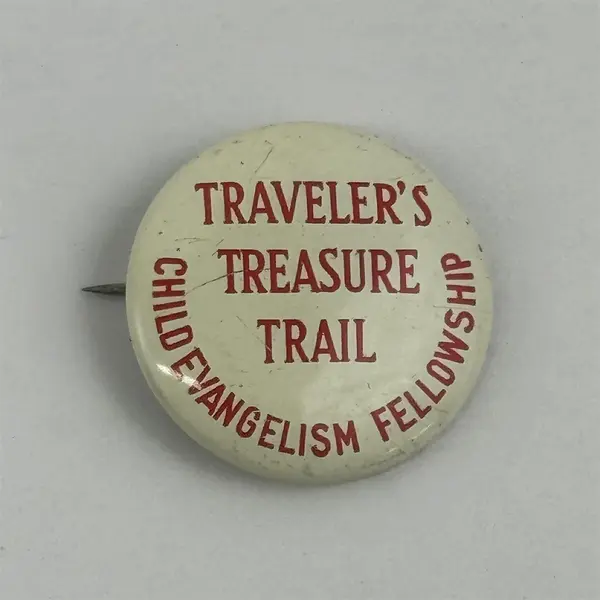 TRAVELER'S
TREASURE
TRAIL
CHILD EVANGELISM FELLOWSHIP